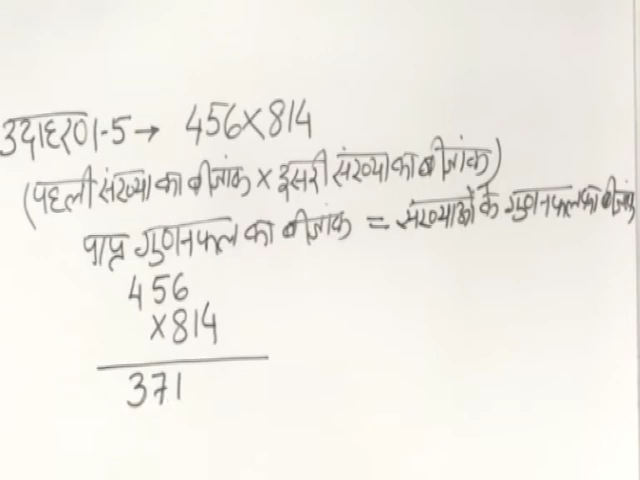 उदाहरण-5→ 456×814
(पहली संख्या का बीजांक × दूसरी संख्या का बीजांक)
प्राप्त गुणनफल का बीजांक = संख्याओं के गुणनफल का बीजांक
456
×814
371